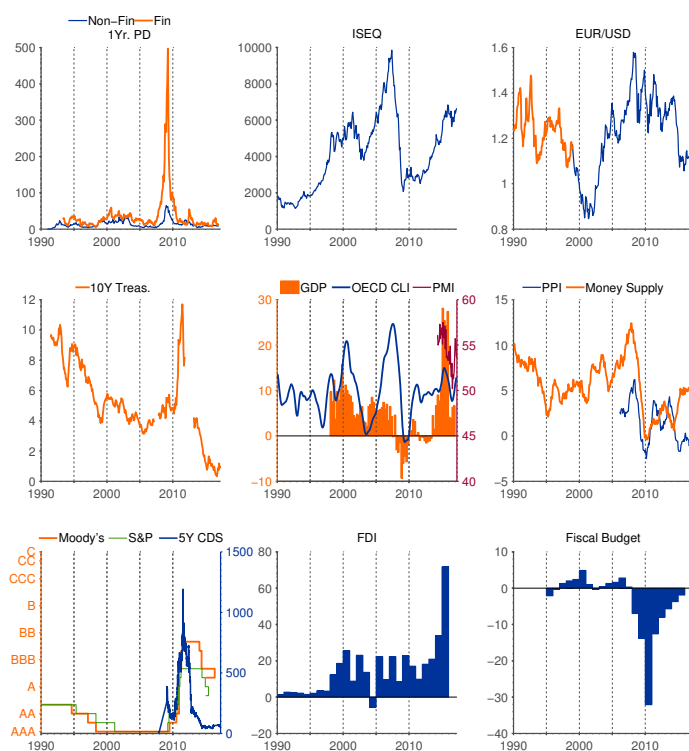 Non-Fin Fin
1Yr. PD
500
400
300
200
100
0
1990 2000 2010
ISEQ
10000
8000
6000
4000
2000
0
1990 2000 2010
EUR/USD
1.6
1.4
1.2
1
0.8
1990 2000 2010
10Y Treas.
12
10
8
6
4
2
0
1990 2000 2010
GDP OECD CLI PMI
30 60
20 55
10 50
0 45
−10 40
1990 2000 2010
PPI Money Supply
15
10
5
0
−5
1990 2000 2010
Moody's S&P 5Y CDS
C 1500
CC
CCC
B 1000
BB
BBB 500
A
AA
AAA 0
1990 2000 2010
FDI
80
60
40
20
0
−20
1990 2000 2010
Fiscal Budget
10
0
−10
−20
−30
−40
1990 2000 2010